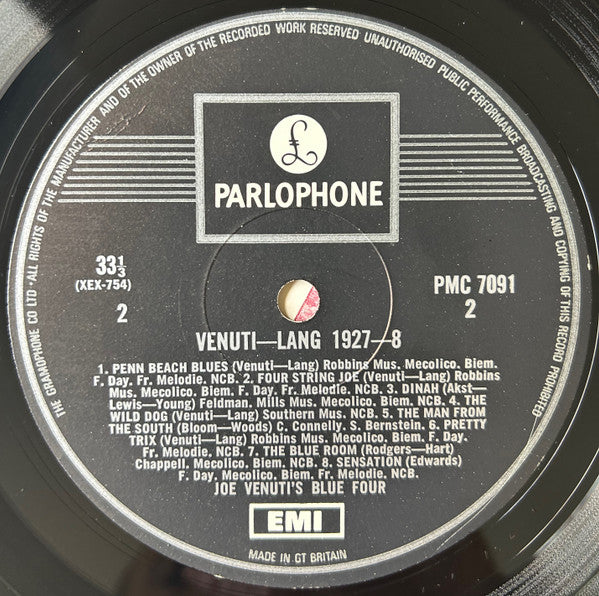 THE GRAMOPHONE CO LTD · ALL RIGHTS OF THE MANUFACTURER AND OF THE OWNER OF THE RECORDED WORK RESERVED UNAUTHORISED PUBLIC PERFORMANCE BROADCASTING AND COPYING OF THIS RECORD PROHIBITED
£
PARLOPHONE
33⅓
(XEX-754)
2
PMC 7091
2
VENUTI—LANG 1927—8
1. PENN BEACH BLUES (Venuti—Lang) Robbins Mus. Mecolico. Biem.
F. Day. Fr. Melodie. NCB. 2. FOUR STRING JOE (Venuti—Lang) Robbins
Mus. Mecolico, Biem. F. Day. Fr. Melodie. NCB. 3. DINAH (Akst—
Lewis—Young) Feldman. Mills Mus. Mecolico, Biem. NCB. 4. THE
WILD DOG (Venuti—Lang) Southern Mus. NCB. 5. THE MAN FROM
THE SOUTH (Bloom—Woods) C. Connelly. S. Bernstein. 6. PRETTY
TRIX (Venuti—Lang) Robbins Mus. Mecolico. Biem. F. Day.
Fr. Melodie, NCB. 7. THE BLUE ROOM (Rodgers—Hart)
Chappell. Mecolico. Biem. NCB. 8. SENSATION (Edwards)
F. Day, Mecolico. Biem. Fr. Melodie, NCB.
JOE VENUTI'S BLUE FOUR
EMI
MADE IN GT BRITAIN